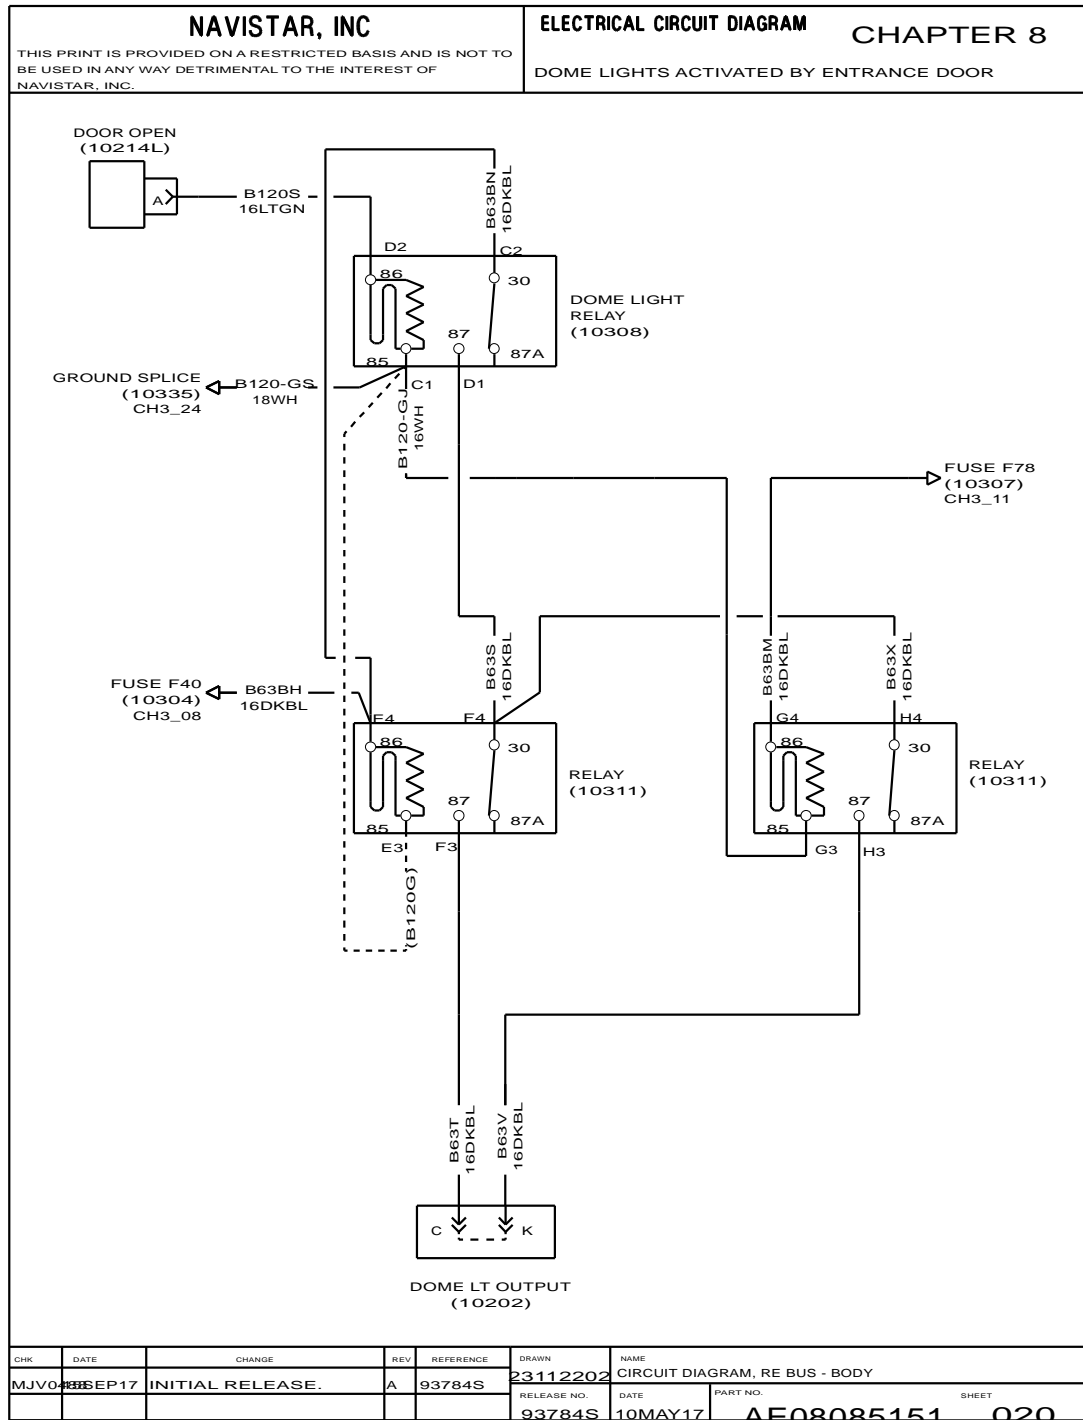 NAVISTAR, INC
THIS PRINT IS PROVIDED ON A RESTRICTED BASIS AND IS NOT TO
BE USED IN ANY WAY DETRIMENTAL TO THE INTEREST OF
NAVISTAR, INC.
ELECTRICAL CIRCUIT DIAGRAM
CHAPTER 8
DOME LIGHTS ACTIVATED BY ENTRANCE DOOR
DOOR OPEN
(10214L)
A
B120S
16LTGN
B63BN
16DKBL
D2
C2
86
30
87
87A
85
DOME LIGHT
RELAY
(10308)
GROUND SPLICE
(10335)
CH3_24
B120-GS
18WH
C1
D1
B120-GJ
16WH
FUSE F78
(10307)
CH3_11
B63S
16DKBL
B63BM
16DKBL
B63X
16DKBL
FUSE F40
(10304)
CH3_08
B63BH
16DKBL
E4
F4
86
30
87
87A
85
RELAY
(10311)
E3
F3
(B120G)
G4
H4
86
30
87
87A
85
RELAY
(10311)
G3
H3
B63T
16DKBL
B63V
16DKBL
C
K
DOME LT OUTPUT
(10202)
CHK
DATE
CHANGE
REV
REFERENCE
SEP17
INITIAL RELEASE.
A
93784S
DRAWN
23112202
NAME
CIRCUIT DIAGRAM, RE BUS - BODY
RELEASE NO.
93784S
DATE
10MAY17
PART NO.
AE08085151
SHEET
020